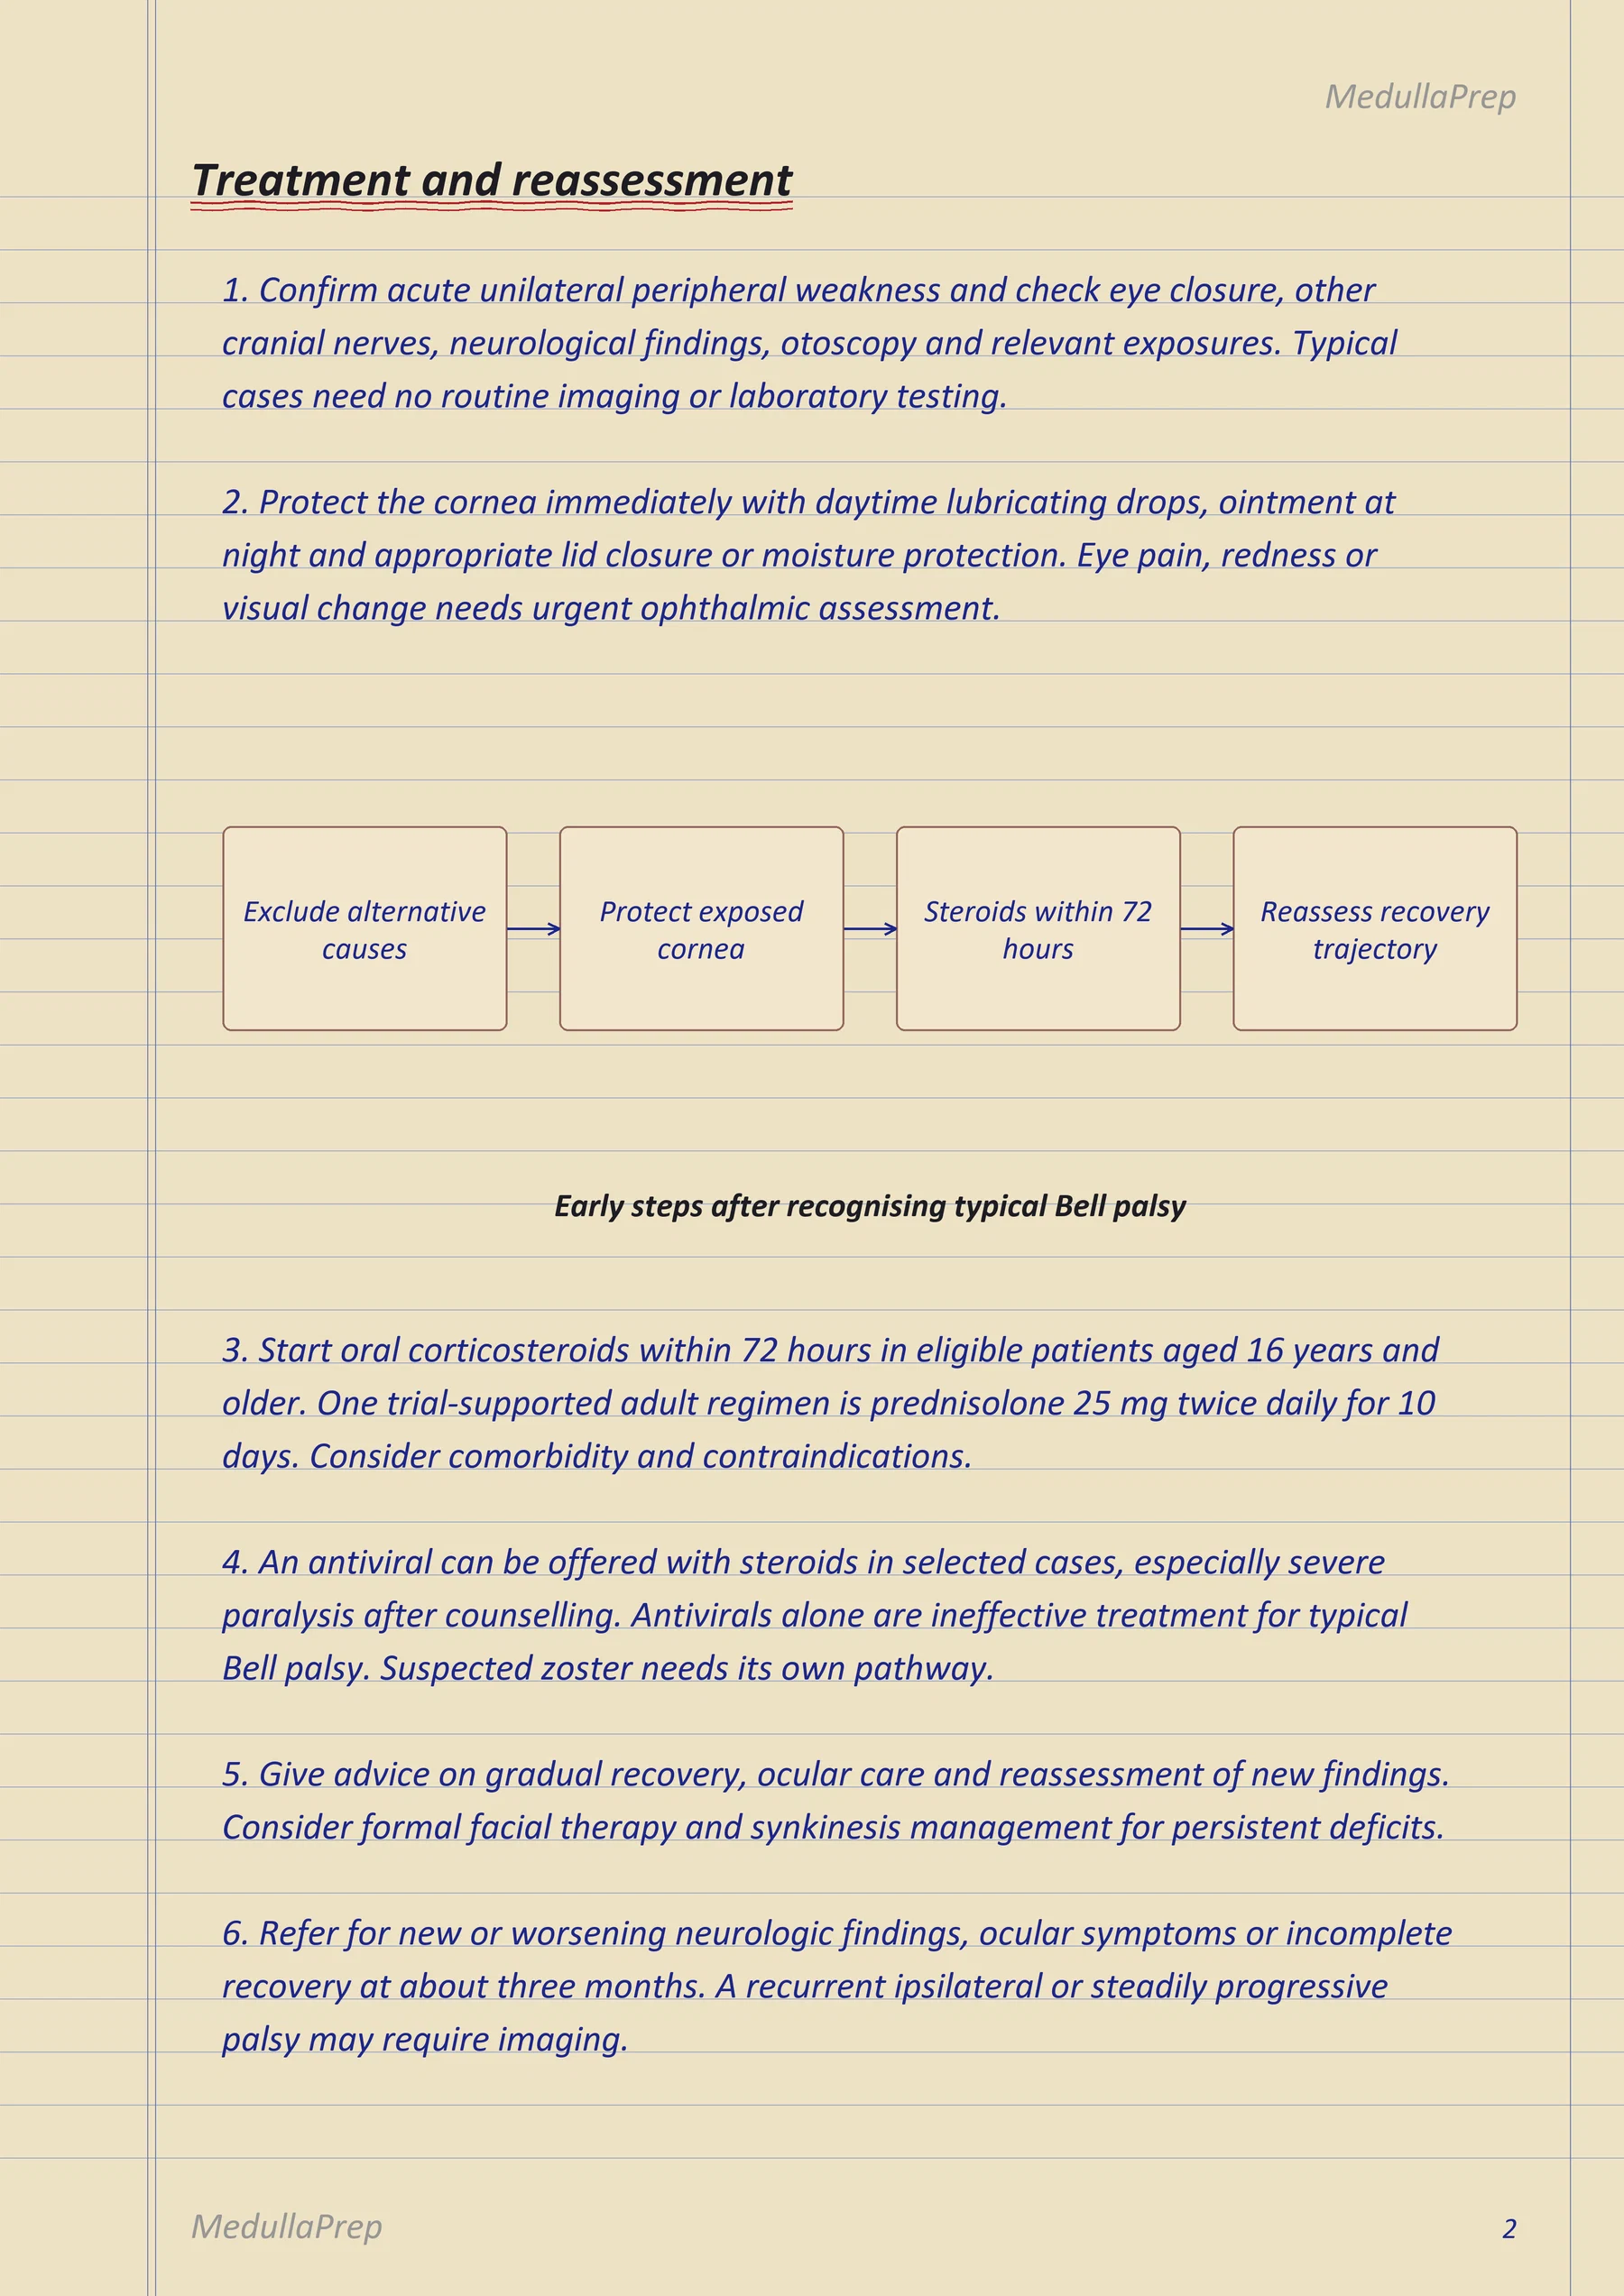 MedullaPrep
Treatment and reassessment
1. Confirm acute unilateral peripheral weakness and check eye closure, other
cranial nerves, neurological findings, otoscopy and relevant exposures. Typical
cases need no routine imaging or laboratory testing.
2. Protect the cornea immediately with daytime lubricating drops, ointment at
night and appropriate lid closure or moisture protection. Eye pain, redness or
visual change needs urgent ophthalmic assessment.
Exclude alternative
causes
Protect exposed
cornea
Steroids within 72
hours
Reassess recovery
trajectory
Early steps after recognising typical Bell palsy
3. Start oral corticosteroids within 72 hours in eligible patients aged 16 years and
older. One trial-supported adult regimen is prednisolone 25 mg twice daily for 10
days. Consider comorbidity and contraindications.
4. An antiviral can be offered with steroids in selected cases, especially severe
paralysis after counselling. Antivirals alone are ineffective treatment for typical
Bell palsy. Suspected zoster needs its own pathway.
5. Give advice on gradual recovery, ocular care and reassessment of new findings.
Consider formal facial therapy and synkinesis management for persistent deficits.
6. Refer for new or worsening neurologic findings, ocular symptoms or incomplete
recovery at about three months. A recurrent ipsilateral or steadily progressive
palsy may require imaging.
MedullaPrep
2